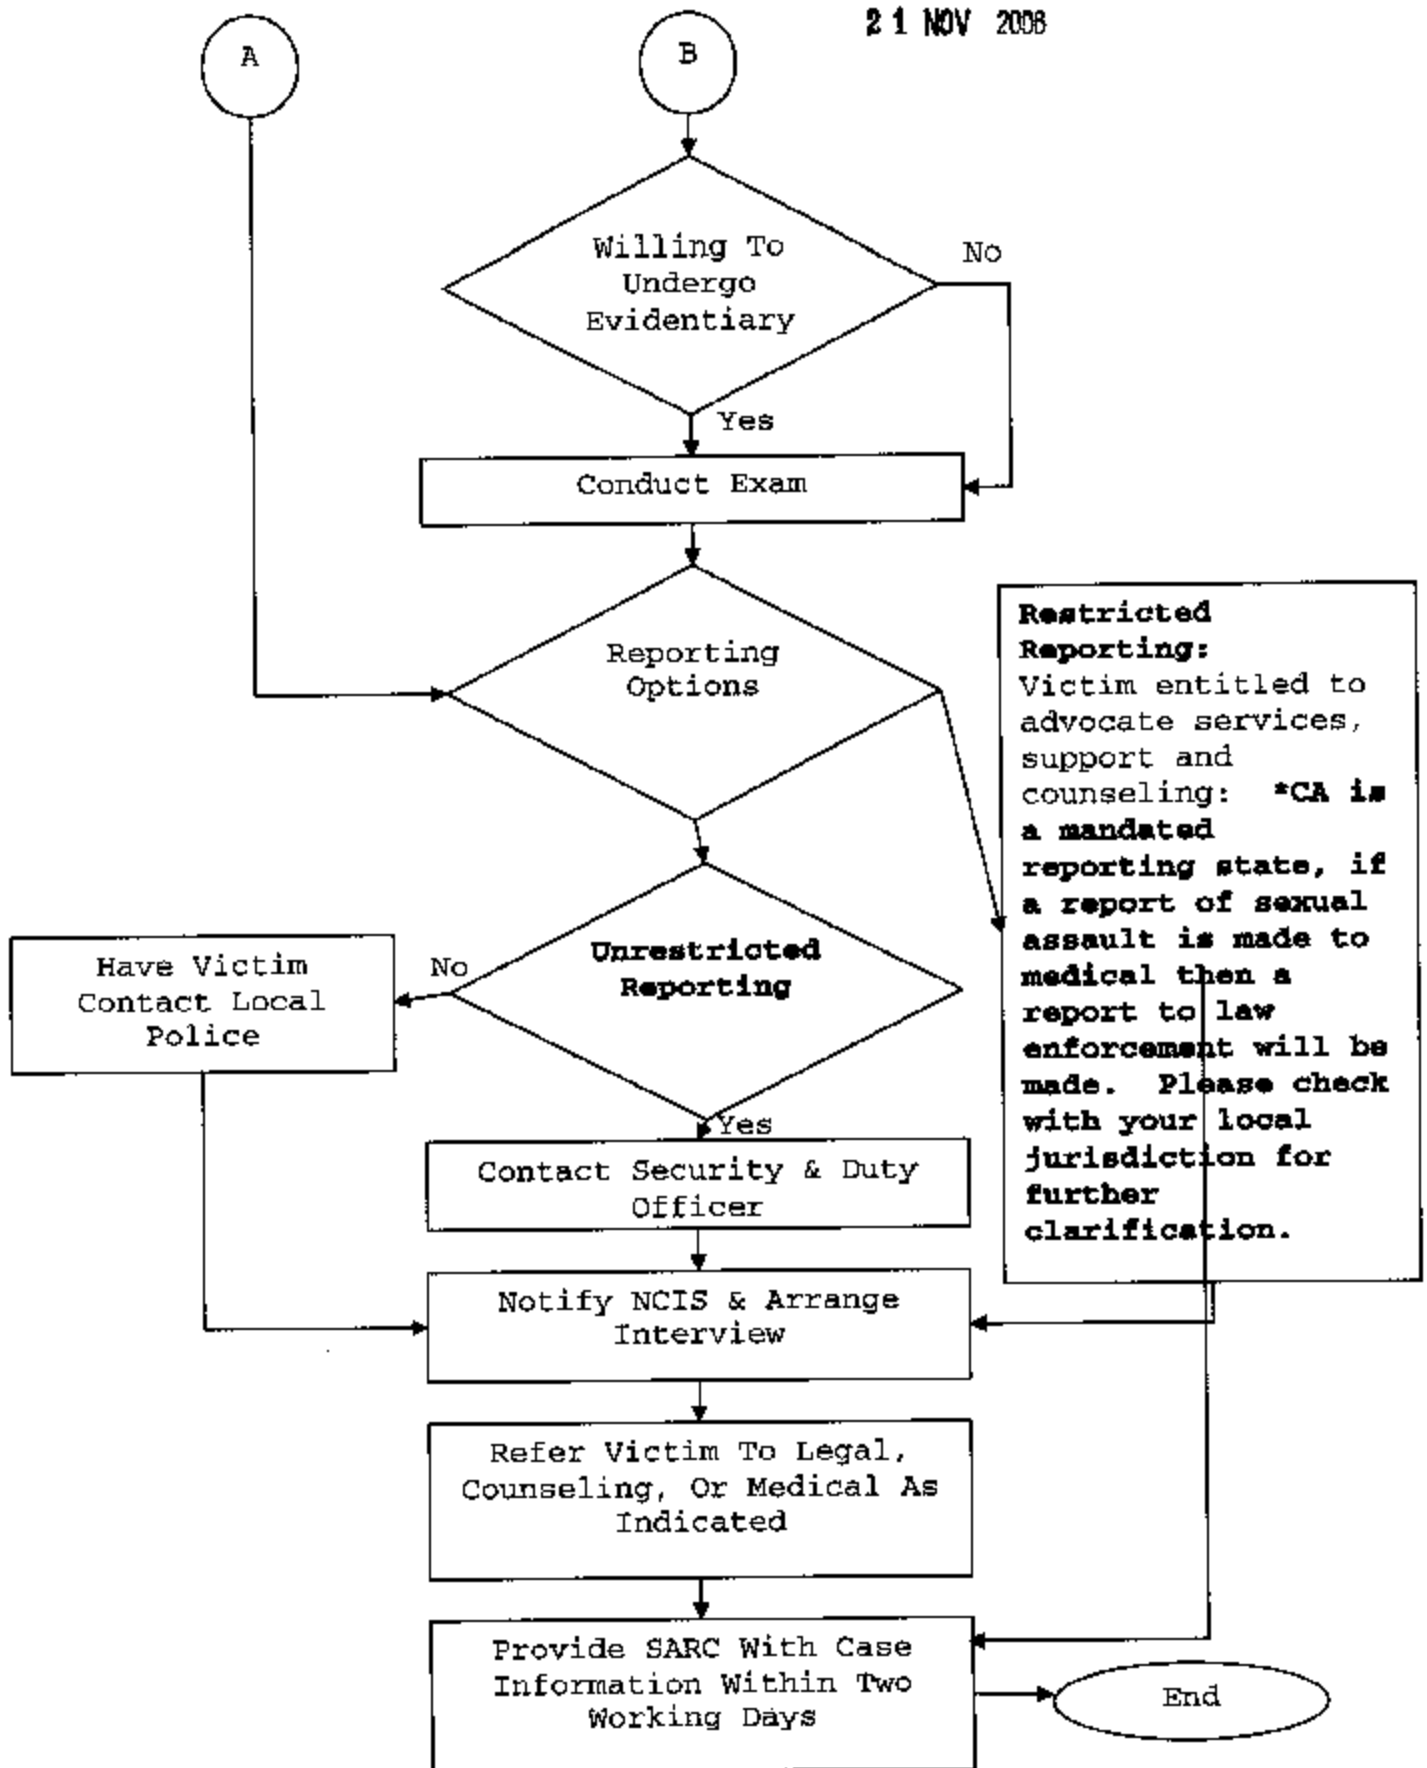 21 NOV 2006
A
B
Willing To
Undergo
Evidentiary
No
Yes
Conduct Exam
Reporting
Options
Restricted
Reporting:
Victim entitled to
advocate services,
support and
counseling: *CA is
a mandated
reporting state, if
a report of sexual
assault is made to
medical then a
report to law
enforcement will be
made. Please check
with your local
jurisdiction for
further
clarification.
Unrestricted
Reporting
No
Have Victim
Contact Local
Police
Yes
Contact Security & Duty
Officer
Notify NCIS & Arrange
Interview
Refer Victim To Legal,
Counseling, Or Medical As
Indicated
Provide SARC With Case
Information Within Two
Working Days
End